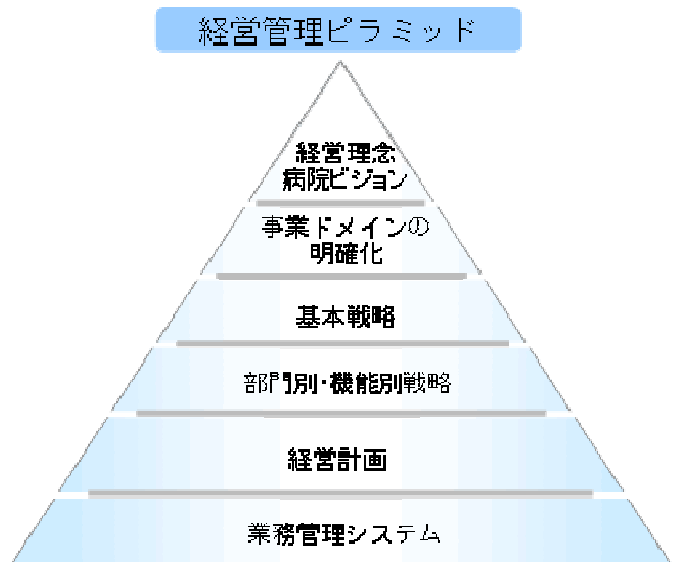 経営管理ピラミッド
経営理念
病院ビジョン
事業ドメインの
明確化
基本戦略
部門別・機能別戦略
経営計画
業務管理システム